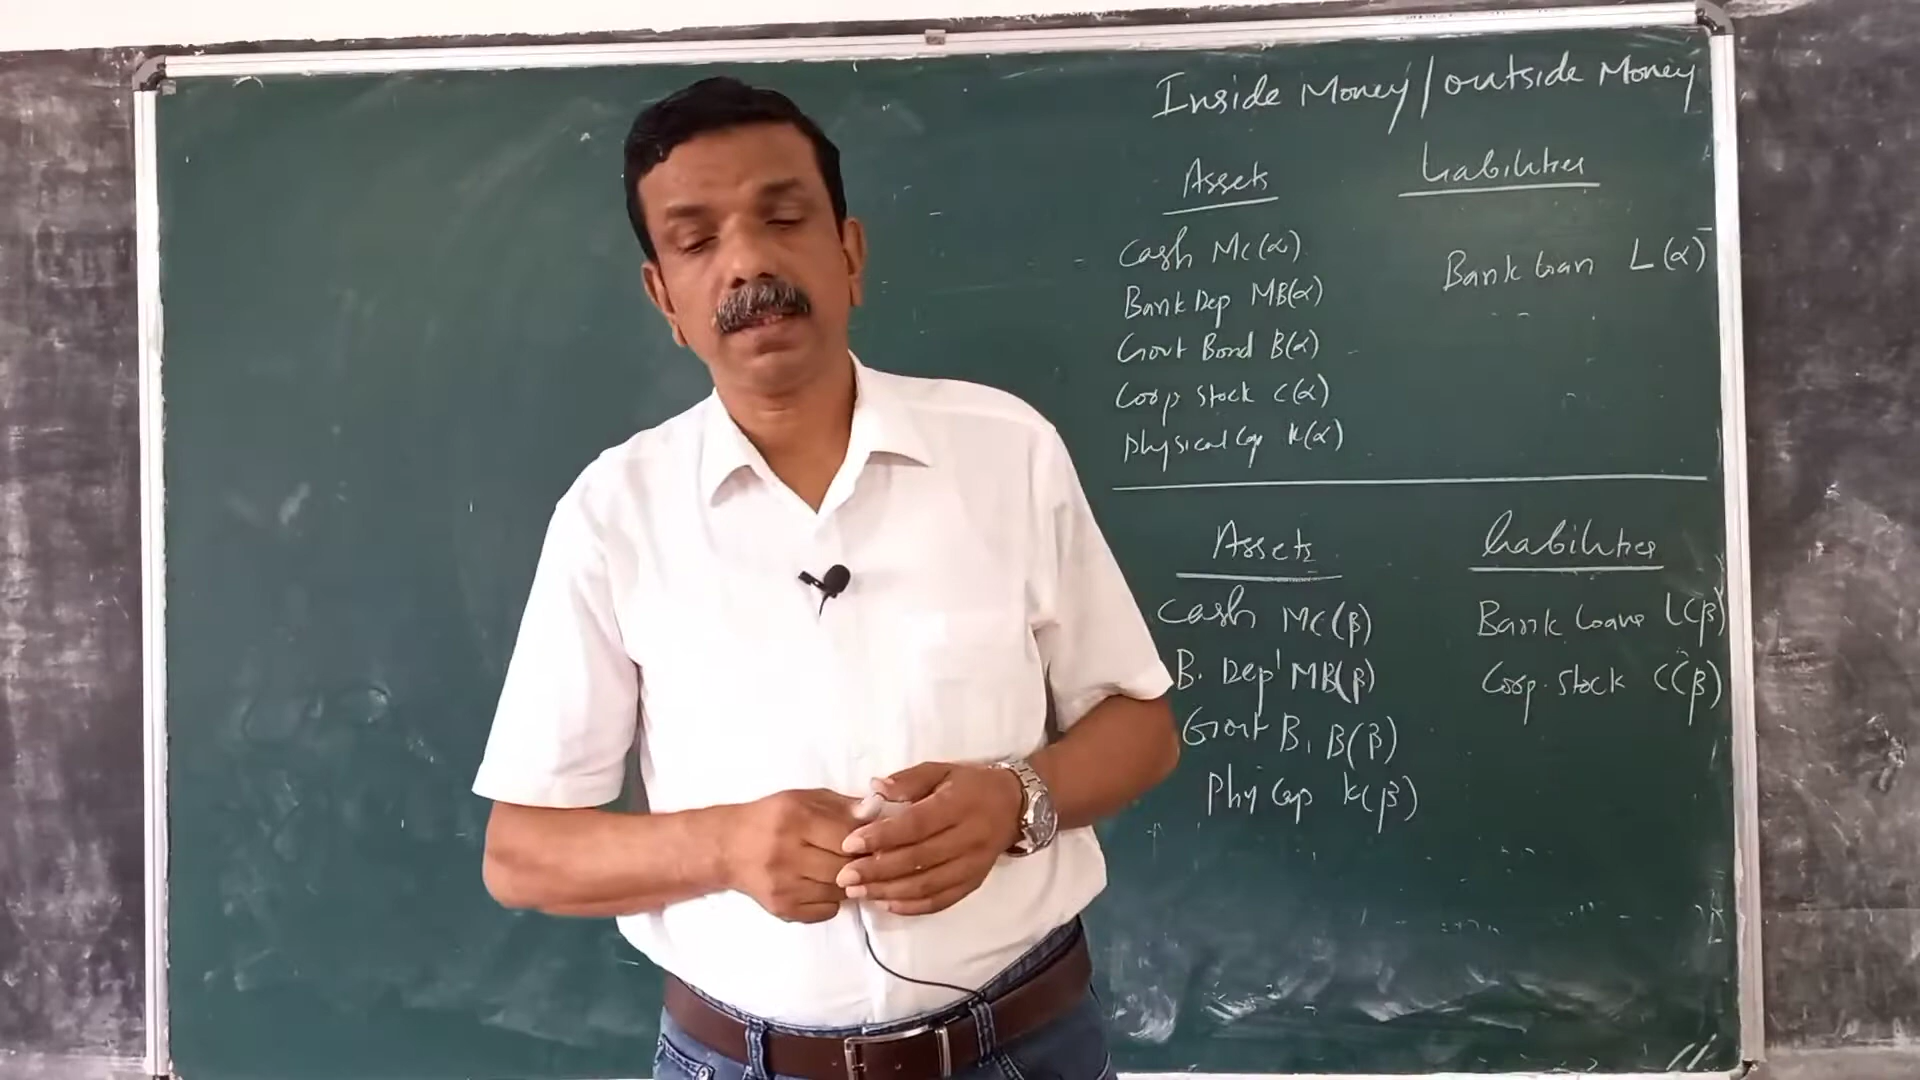 Inside Money/outside Money
Assets Liabilities
Cash Mc(α) Bank Loan L(α)
Bank Dep MB(α)
Govt Bond B(α)
Corp Stock C(α)
Physical Cap K(α)
Assets Liabilities
Cash MC(β) Bank Loans L(β)
B. Dep MB(β) Corp. Stock C(β)
Govt B. B(β)
Phy Cap K(β)